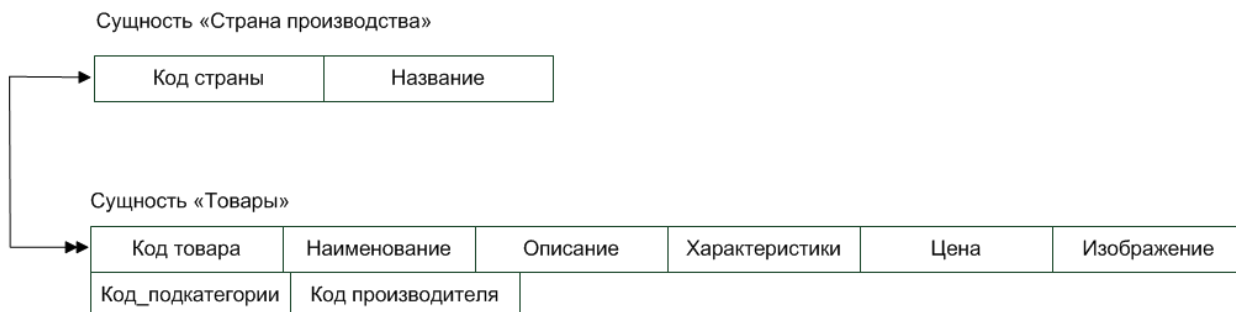 Сущность «Страна производства»
Код страны Название
Сущность «Товары»
Код товара Наименование Описание Характеристики Цена Изображение
Код_подкатегории Код производителя